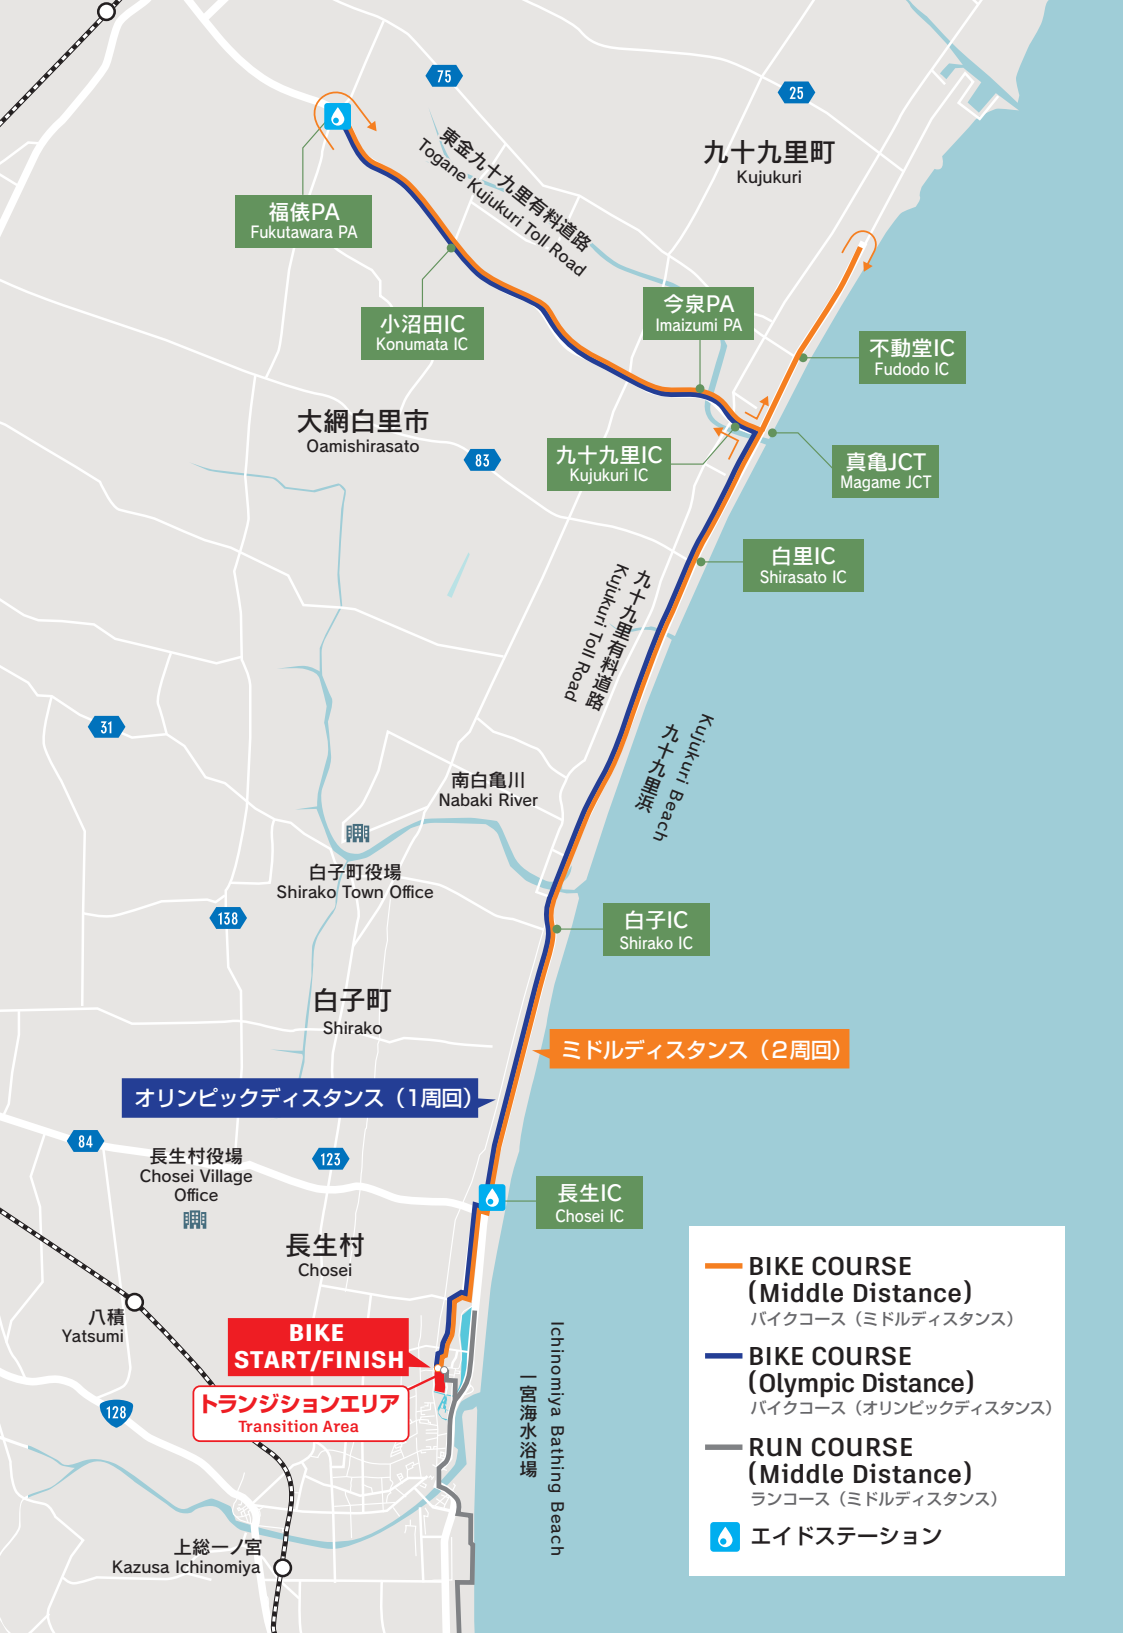 75
25
九十九里町
Kujukuri
東金九十九里有料道路
Togane Kujukuri Toll Road
福俵PA
Fukutawara PA
小沼田IC
Konumata IC
今泉PA
Imaizumi PA
不動堂IC
Fudodo IC
大網白里市
Oamishirasato
83
九十九里IC
Kujukuri IC
真亀JCT
Magame JCT
白里IC
Shirasato IC
九十九里有料道路
Kujukuri Toll Road
31
Kujukuri Beach
九十九里浜
南白亀川
Nabaki River
白子町役場
Shirako Town Office
138
白子IC
Shirako IC
白子町
Shirako
ミドルディスタンス（2周回）
オリンピックディスタンス（1周回）
84
長生村役場
Chosei Village
Office
123
長生IC
Chosei IC
長生村
Chosei
八積
Yatsumi
BIKE
START/FINISH
トランジションエリア
Transition Area
128
Ichinomiya Bathing Beach
一宮海水浴場
上総一ノ宮
Kazusa Ichinomiya
BIKE COURSE
(Middle Distance)
バイクコース（ミドルディスタンス）
BIKE COURSE
(Olympic Distance)
バイクコース（オリンピックディスタンス）
RUN COURSE
(Middle Distance)
ランコース（ミドルディスタンス）
エイドステーション